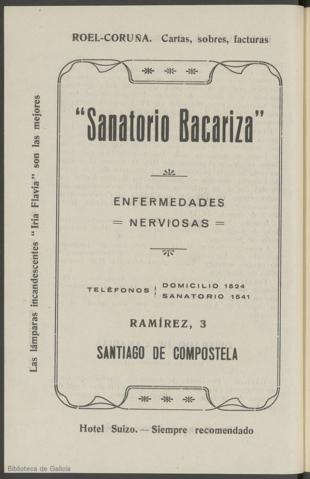 ROEL-CORUÑA. Cartas, sobres, facturas
Las lámparas incandescentes "Iria Flavia" son las mejores
"Sanatorio Bacariza"
ENFERMEDADES
= NERVIOSAS =
TELÉFONOS { DOMICILIO 1524
SANATORIO 1541
RAMÍREZ, 3
SANTIAGO DE COMPOSTELA
Hotel Suizo. — Siempre recomendado
Biblioteca de Galicia